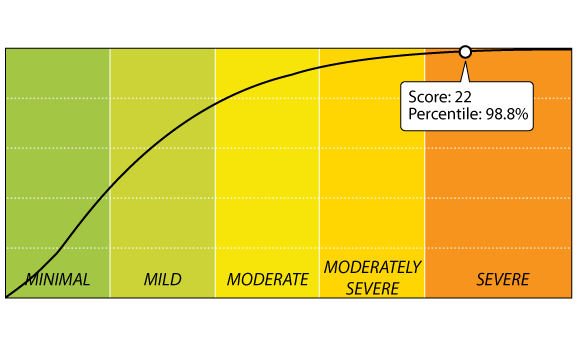 Score: 22
Percentile: 98.8%
MINIMAL
MILD
MODERATE
MODERATELY
SEVERE
SEVERE